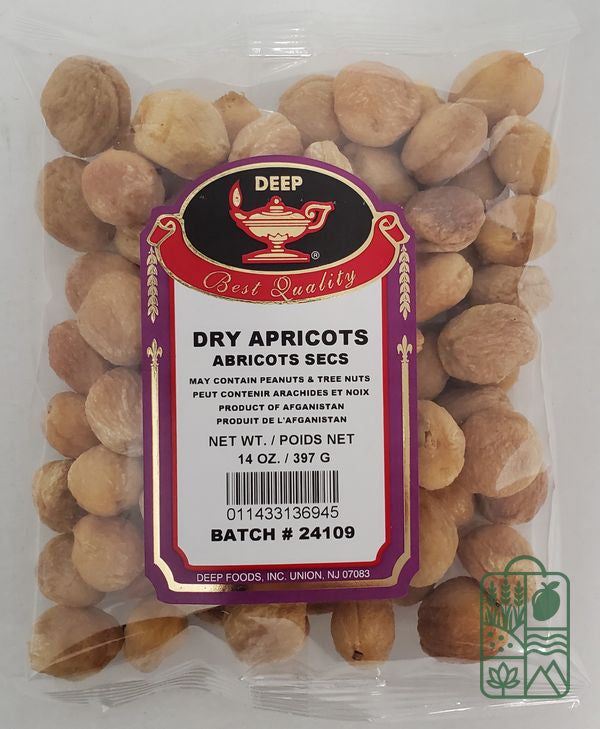 DEEP
®
Best Quality
DRY APRICOTS
ABRICOTS SECS
MAY CONTAIN PEANUTS & TREE NUTS
PEUT CONTENIR ARACHIDES ET NOIX
PRODUCT OF AFGANISTAN
PRODUIT DE L'AFGANISTAN
NET WT. / POIDS NET
14 OZ. / 397 G
011433136945
BATCH # 24109
DEEP FOODS, INC. UNION, NJ 07083